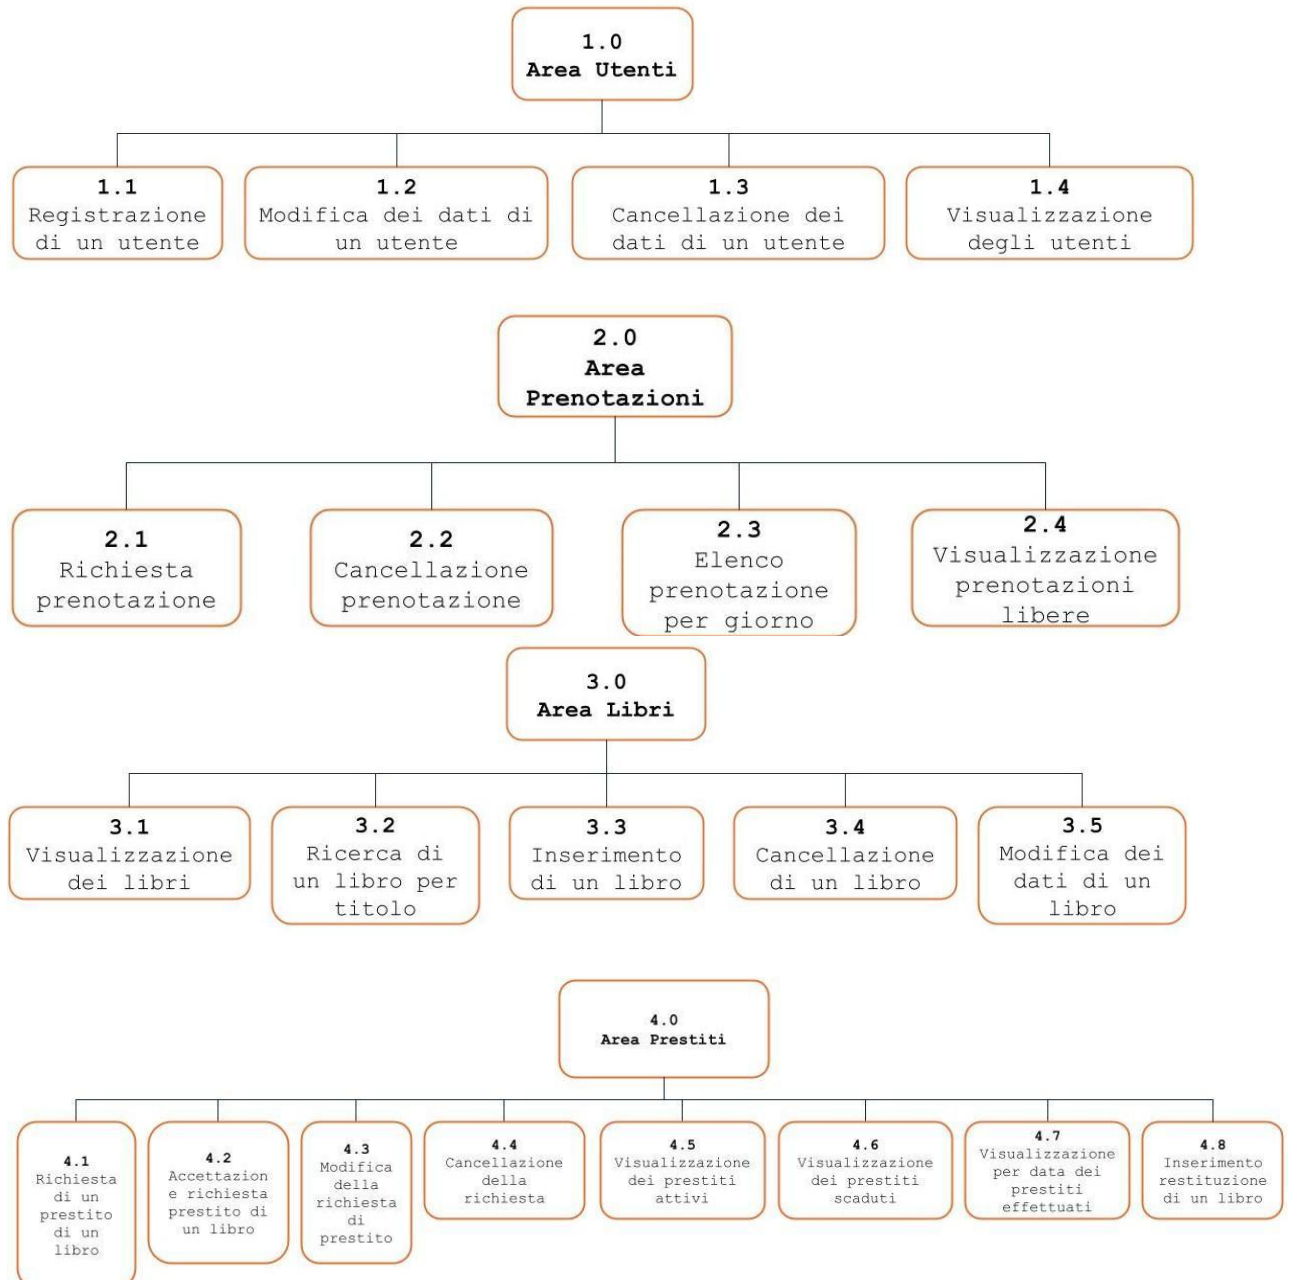 1.0
Area Utenti
1.1
Registrazione
di un utente
1.2
Modifica dei dati di
un utente
1.3
Cancellazione dei
dati di un utente
1.4
Visualizzazione
degli utenti
2.0
Area
Prenotazioni
2.1
Richiesta
prenotazione
2.2
Cancellazione
prenotazione
2.3
Elenco
prenotazione
per giorno
2.4
Visualizzazione
prenotazioni
libere
3.0
Area Libri
3.1
Visualizzazione
dei libri
3.2
Ricerca di
un libro per
titolo
3.3
Inserimento
di un libro
3.4
Cancellazione
di un libro
3.5
Modifica dei
dati di un
libro
4.0
Area Prestiti
4.1
Richiesta
di un
prestito
di un
libro
4.2
Accettazion
e richiesta
prestito di
un libro
4.3
Modifica
della
richiesta
di
prestito
4.4
Cancellazione
della
richiesta
4.5
Visualizzazione
dei prestiti
attivi
4.6
Visualizzazione
dei prestiti
scaduti
4.7
Visualizzazione
per data dei
prestiti
effettuati
4.8
Inserimento
restituzione
di un libro